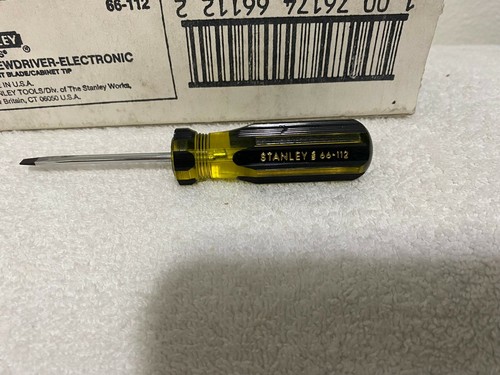 66-112
LEY
®
EWDRIVER-ELECTRONIC
T BLADE/CABINET TIP
IN U.S.A.
NLEY TOOLS/Div. of The Stanley Works,
Britain, CT 06050 U.S.A.
1 00 76174 66112 2
STANLEY 66-112